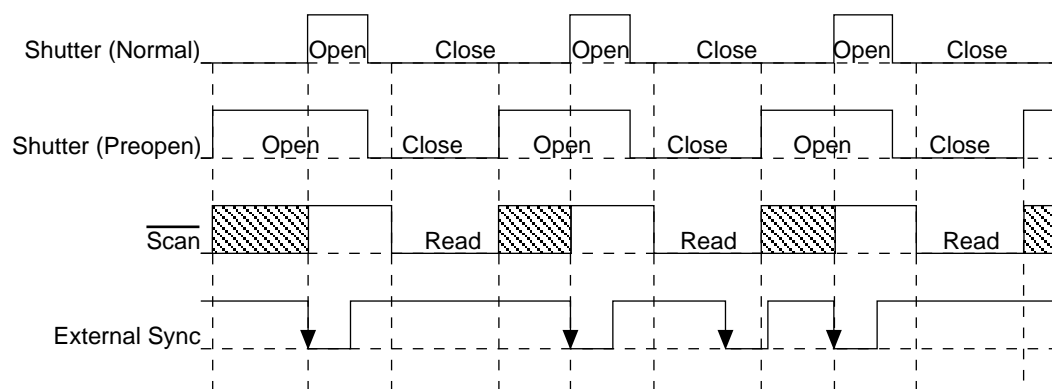 Shutter (Normal) Open Close Open Close Open Close
Shutter (Preopen) Open Close Open Close Open Close
Scan Read Read Read
External Sync